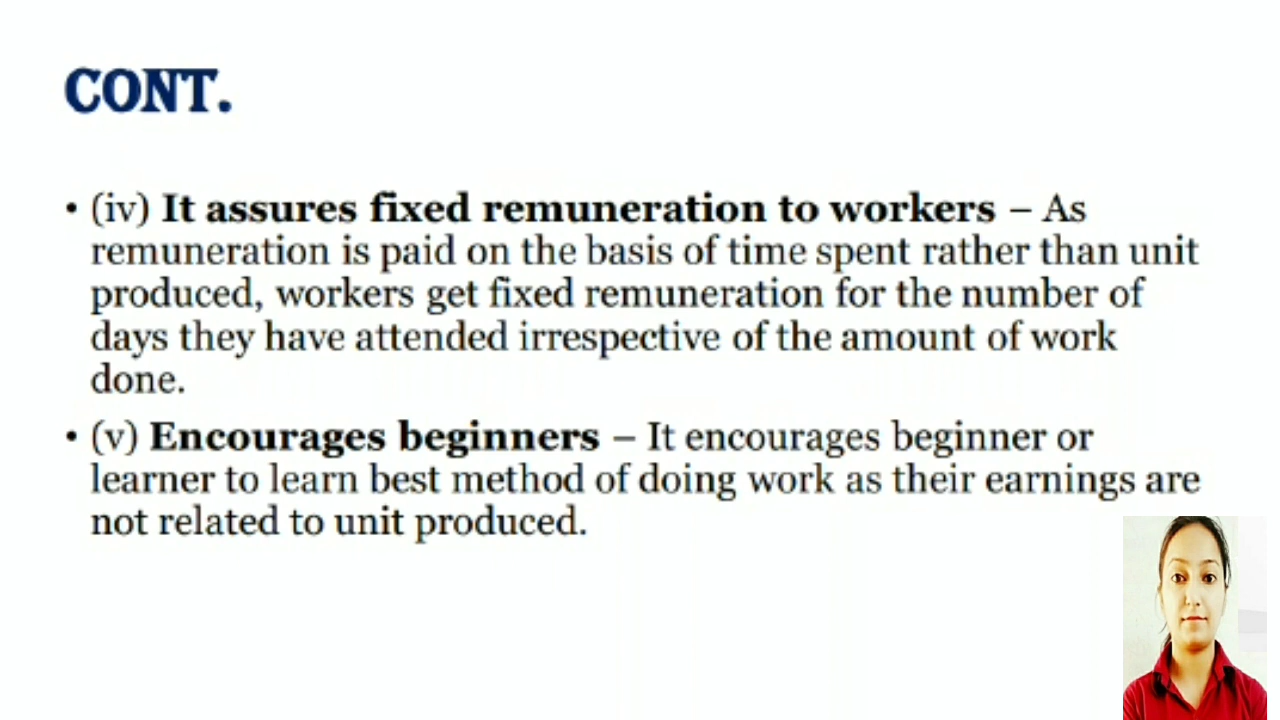 CONT.
• (iv) It assures fixed remuneration to workers – As
remuneration is paid on the basis of time spent rather than unit
produced, workers get fixed remuneration for the number of
days they have attended irrespective of the amount of work
done.
• (v) Encourages beginners – It encourages beginner or
learner to learn best method of doing work as their earnings are
not related to unit produced.